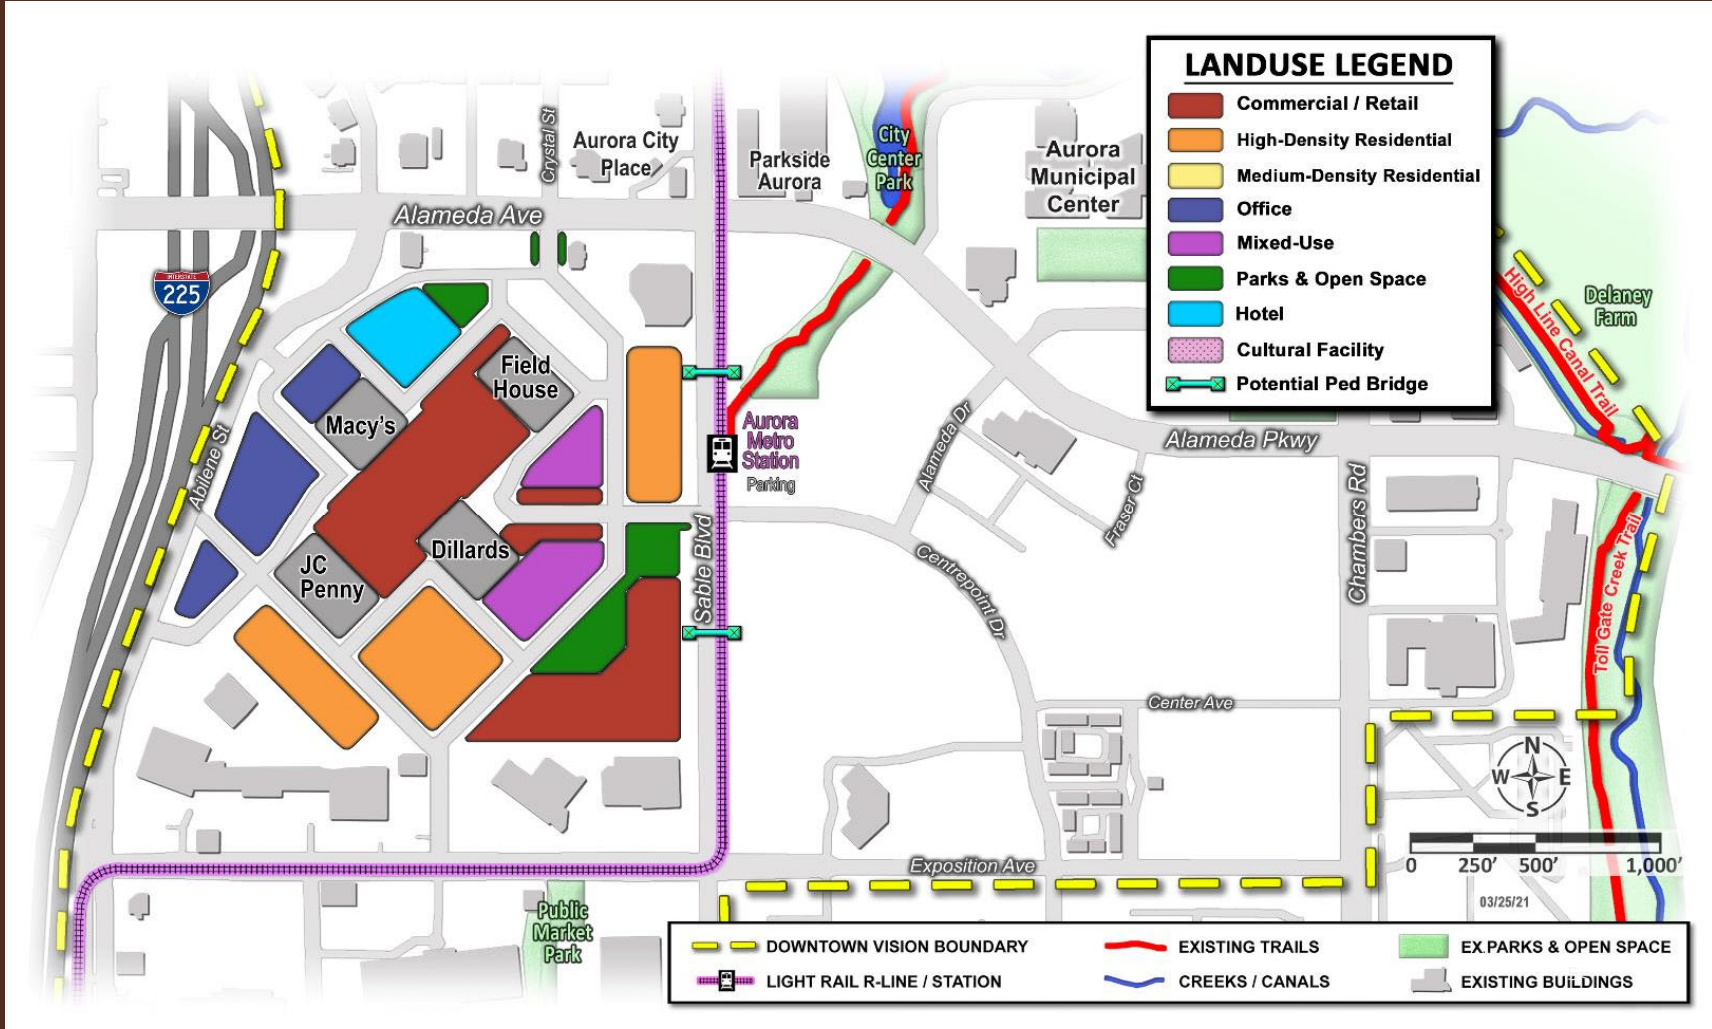 LANDUSE LEGEND
Commercial / Retail
High-Density Residential
Medium-Density Residential
Office
Mixed-Use
Parks & Open Space
Hotel
Cultural Facility
Potential Ped Bridge
Crystal St
Aurora City
Place
Parkside
Aurora
City
Center
Park
Aurora
Municipal
Center
Alameda Ave
INTERSTATE
225
High Line Canal Trail
Delaney
Farm
Field
House
Macy's
Abilene St
Aurora
Metro
Station
Parking
Alameda Dr
Alameda Pkwy
Fraser Ct
Chambers Rd
JC
Penny
Dillards
Sable Blvd
Centrepoint Dr
Toll Gate Creek Trail
Center Ave
N
W
E
S
0
250'
500'
1,000'
Exposition Ave
03/25/21
Public
Market
Park
DOWNTOWN VISION BOUNDARY
EXISTING TRAILS
EX.PARKS & OPEN SPACE
LIGHT RAIL R-LINE / STATION
CREEKS / CANALS
EXISTING BUILDINGS